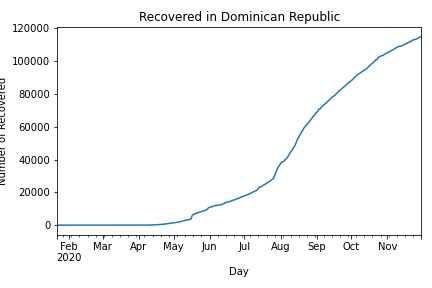 Recovered in Dominican Republic
Number of Recovered
120000
100000
80000
60000
40000
20000
0
Feb Mar Apr May Jun Jul Aug Sep Oct Nov
2020
Day